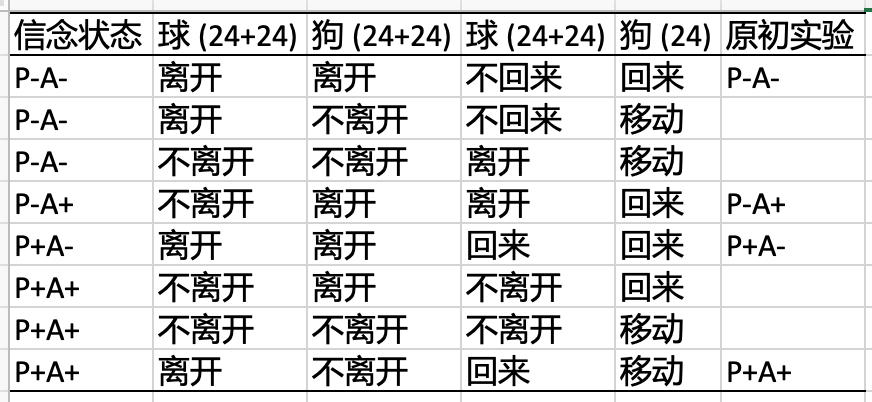 信念状态 球 (24+24) 狗 (24+24) 球 (24+24) 狗 (24) 原初实验
P-A- 离开 离开 不回来 回来 P-A-
P-A- 离开 不离开 不回来 移动
P-A- 不离开 不离开 离开 移动
P-A+ 不离开 离开 离开 回来 P-A+
P+A- 离开 离开 回来 回来 P+A-
P+A+ 不离开 离开 不离开 回来
P+A+ 不离开 不离开 不离开 移动
P+A+ 离开 不离开 回来 移动 P+A+